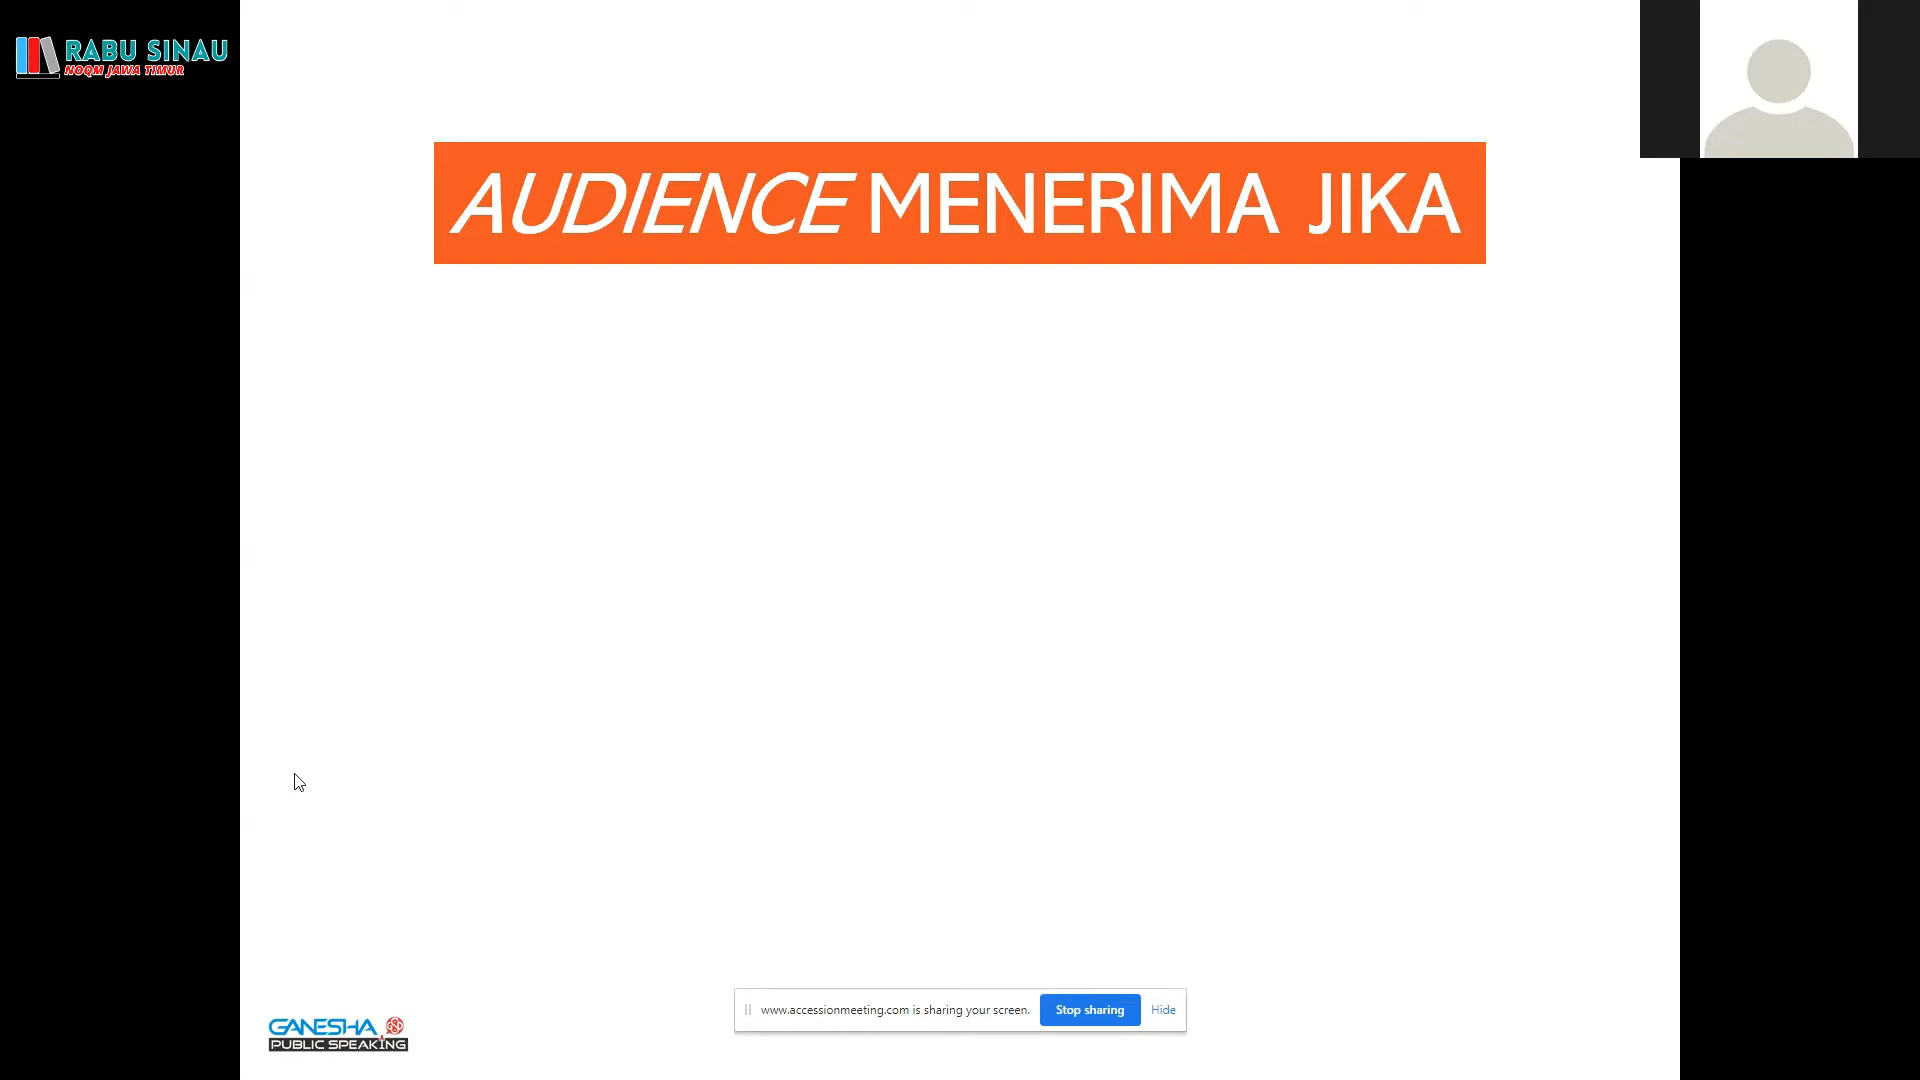 RABU SINAU
NOQM JAWA TIMUR
AUDIENCE MENERIMA JIKA
www.accessionmeeting.com is sharing your screen.
Stop sharing
Hide
GANESHA
PUBLIC SPEAKING